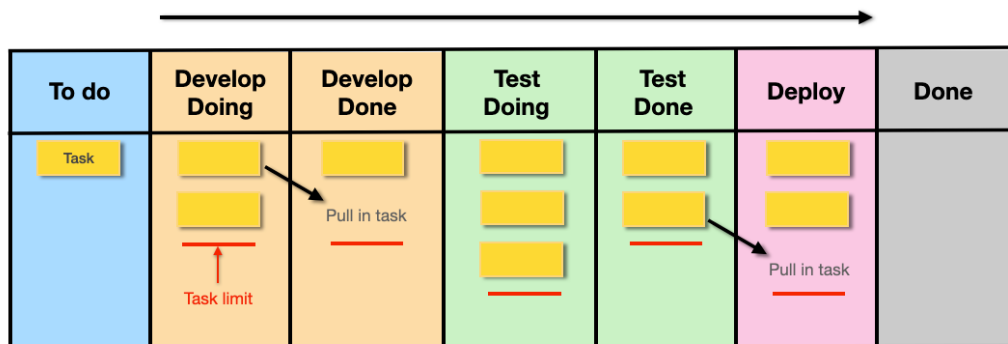 To do
Develop
Doing
Develop
Done
Test
Doing
Test
Done
Deploy
Done
Task
Pull in task
Pull in task
Task limit